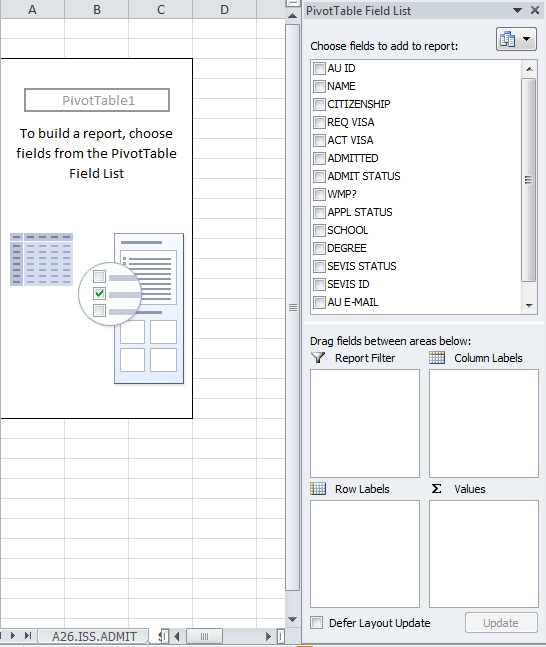 PivotTable Field List
A B C D
Choose fields to add to report:
PivotTable1
To build a report, choose
fields from the PivotTable
Field List
AU ID
NAME
CITIZENSHIP
REQ VISA
ACT VISA
ADMITTED
ADMIT STATUS
WMP?
APPL STATUS
SCHOOL
DEGREE
SEVIS STATUS
SEVIS ID
AU E-MAIL
Drag fields between areas below:
Report Filter
Column Labels
Row Labels
Σ Values
Defer Layout Update
Update
A26.ISS.ADMIT